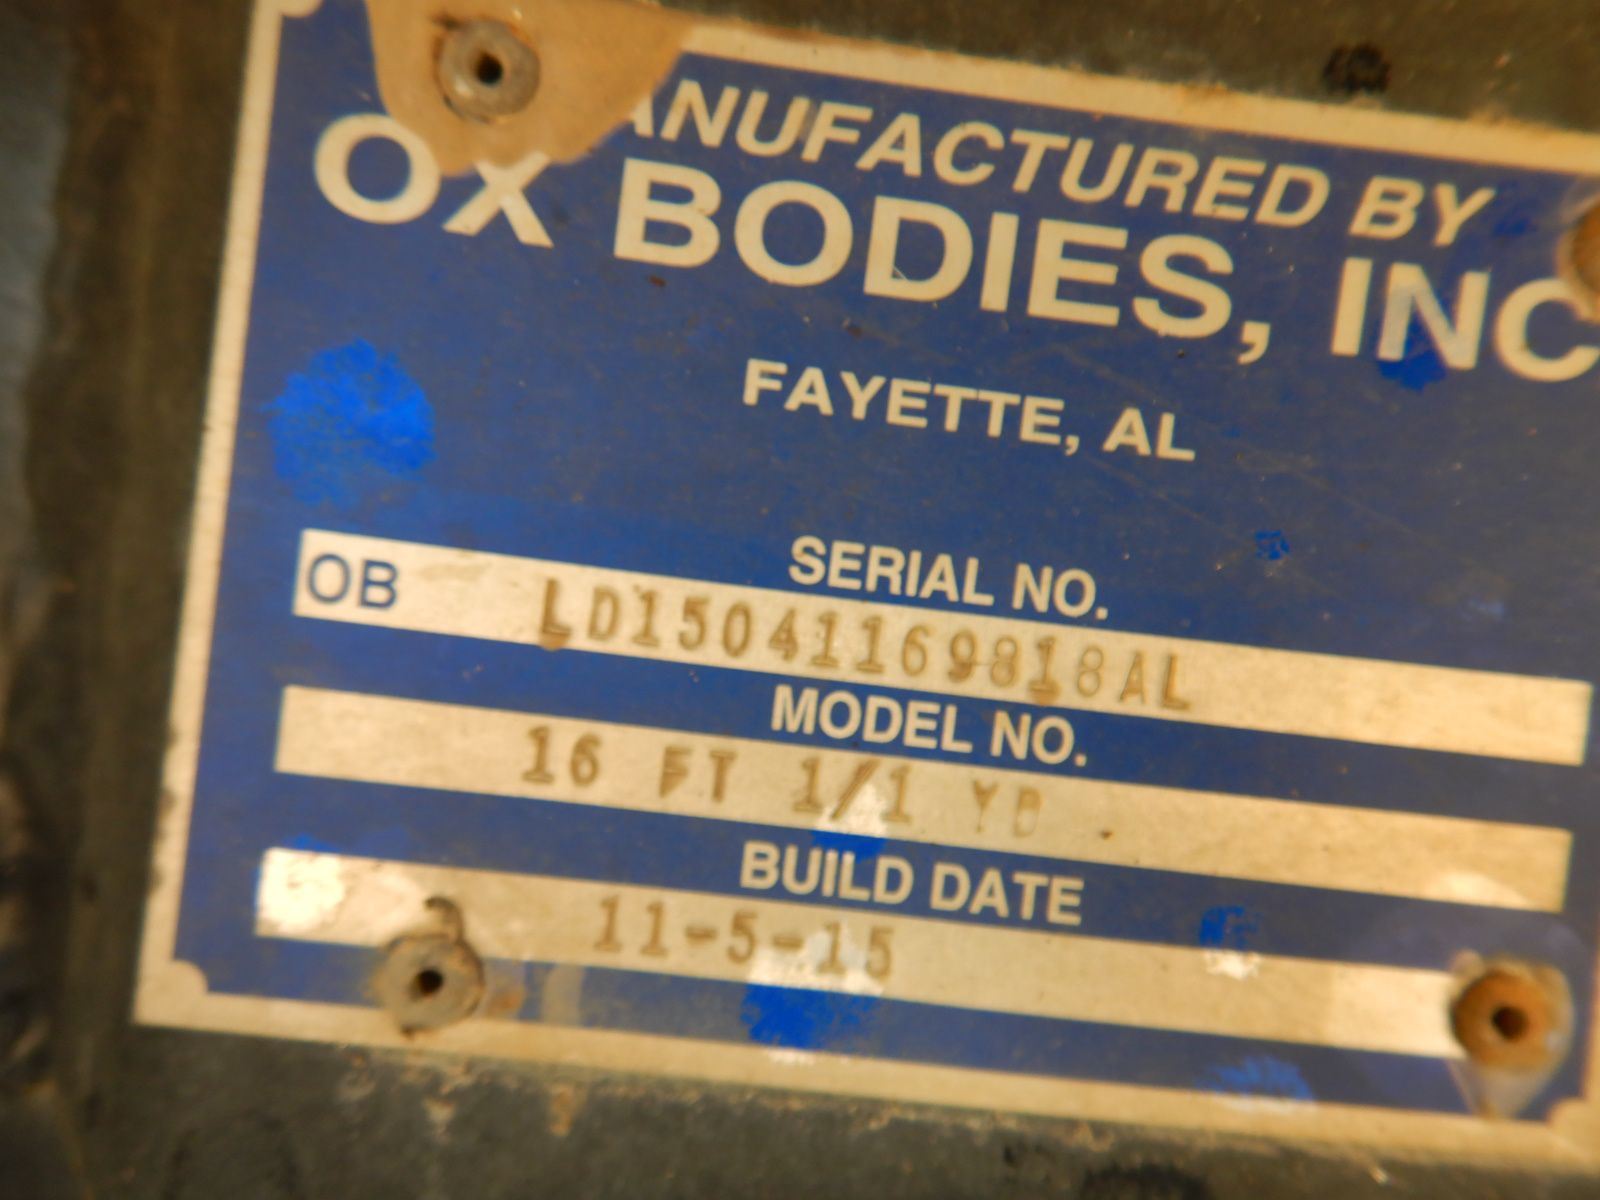 MANUFACTURED BY
OX BODIES, INC
FAYETTE, AL
SERIAL NO.
OB LD15041169818AL
MODEL NO.
16 FT 1/1 YD
BUILD DATE
11-5-15